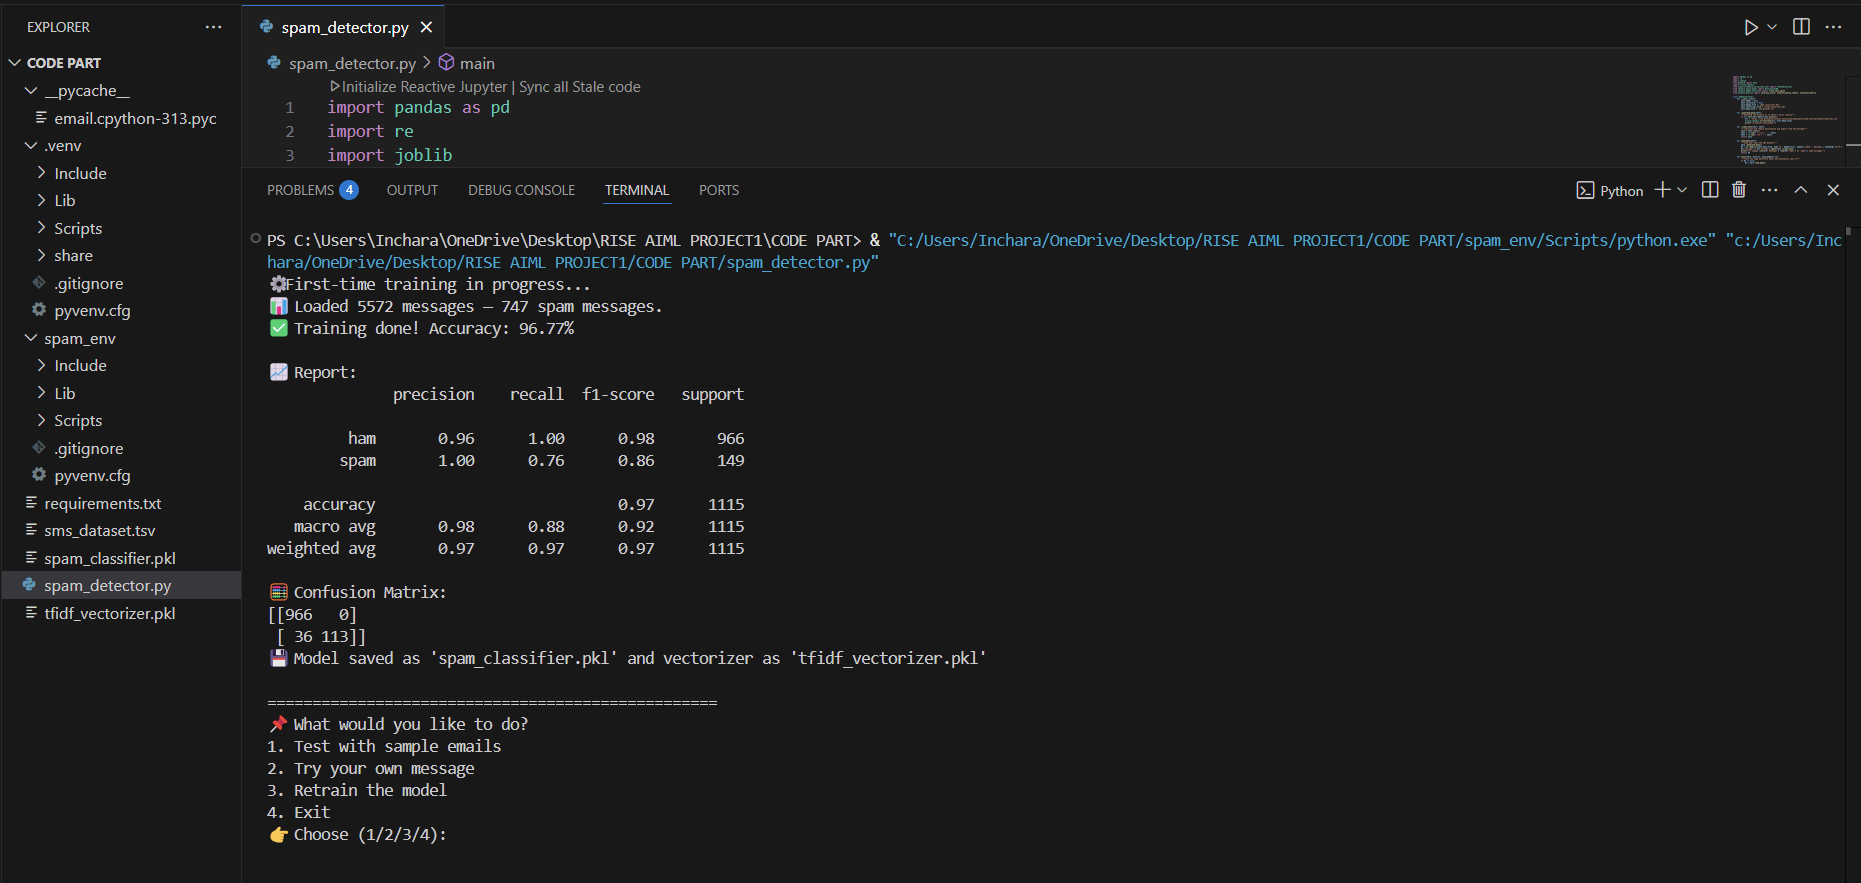 EXPLORER
CODE PART
__pycache__
email.cpython-313.pyc
.venv
Include
Lib
Scripts
share
.gitignore
pyvenv.cfg
spam_env
Include
Lib
Scripts
.gitignore
pyvenv.cfg
requirements.txt
sms_dataset.tsv
spam_classifier.pkl
spam_detector.py
tfidf_vectorizer.pkl
spam_detector.py
spam_detector.py > main
Initialize Reactive Jupyter | Sync all Stale code
1 import pandas as pd
2 import re
3 import joblib
PROBLEMS 4 OUTPUT DEBUG CONSOLE TERMINAL PORTS
Python
PS C:\Users\Inchara\OneDrive\Desktop\RISE AIML PROJECT1\CODE PART> & "C:/Users/Inchara/OneDrive/Desktop/RISE AIML PROJECT1/CODE PART/spam_env/Scripts/python.exe" "c:/Users/Inc
hara/OneDrive/Desktop/RISE AIML PROJECT1/CODE PART/spam_detector.py"
⚙️First-time training in progress...
📊 Loaded 5572 messages — 747 spam messages.
✅ Training done! Accuracy: 96.77%
📈 Report:
precision recall f1-score support
ham 0.96 1.00 0.98 966
spam 1.00 0.76 0.86 149
accuracy 0.97 1115
macro avg 0.98 0.88 0.92 1115
weighted avg 0.97 0.97 0.97 1115
🧮 Confusion Matrix:
[[966   0]
[ 36 113]]
💾 Model saved as 'spam_classifier.pkl' and vectorizer as 'tfidf_vectorizer.pkl'
==================================================
📌 What would you like to do?
1. Test with sample emails
2. Try your own message
3. Retrain the model
4. Exit
👉 Choose (1/2/3/4):